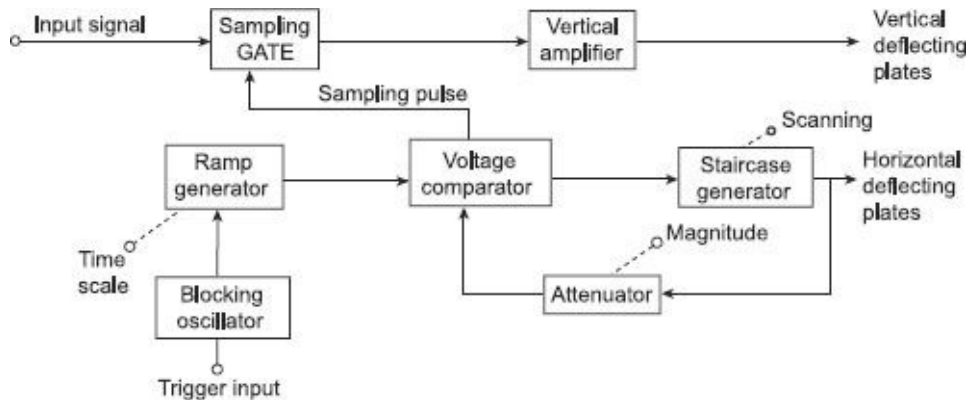 Input signal
Sampling
GATE
Vertical
amplifier
Vertical
deflecting
plates
Sampling pulse
Scanning
Ramp
generator
Voltage
comparator
Staircase
generator
Horizontal
deflecting
plates
Time
scale
Magnitude
Blocking
oscillator
Attenuator
Trigger input